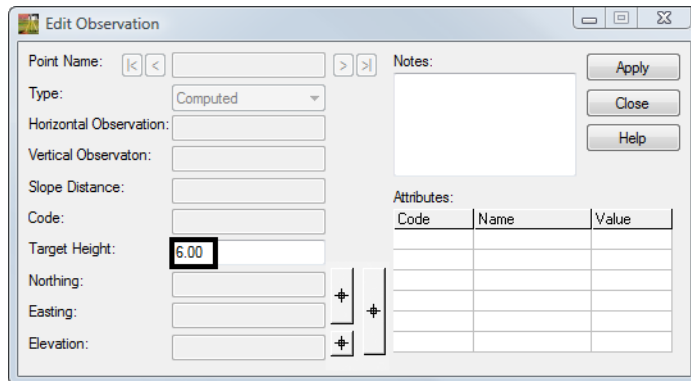 Edit Observation
Point Name:
Type:
Computed
Horizontal Observation:
Vertical Observaton:
Slope Distance:
Code:
Target Height:
6.00
Northing:
Easting:
Elevation:
Notes:
Apply
Close
Help
Attributes:
Code Name Value